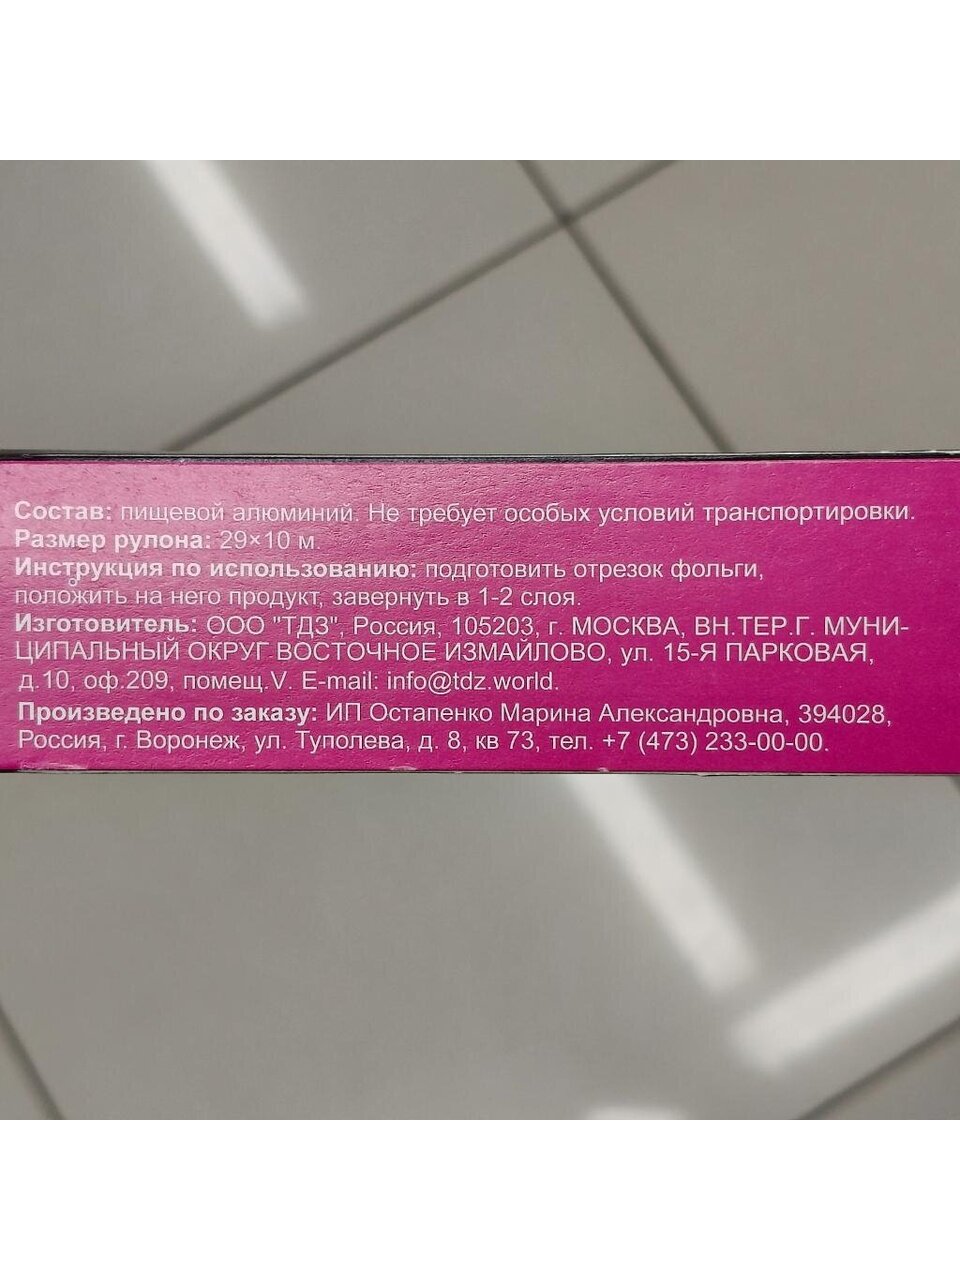 Состав: пищевой алюминий. Не требует особых условий транспортировки.
Размер рулона: 29×10 м.
Инструкция по использованию: подготовить отрезок фольги,
положить на него продукт, завернуть в 1-2 слоя.
Изготовитель: ООО "ТДЗ", Россия, 105203, г. МОСКВА, ВН.ТЕР.Г. МУНИ-
ЦИПАЛЬНЫЙ ОКРУГ ВОСТОЧНОЕ ИЗМАЙЛОВО, ул. 15-Я ПАРКОВАЯ,
д.10, оф.209, помещ.V. E-mail: info@tdz.world.
Произведено по заказу: ИП Остапенко Марина Александровна, 394028,
Россия, г. Воронеж, ул. Туполева, д. 8, кв 73, тел. +7 (473) 233-00-00.